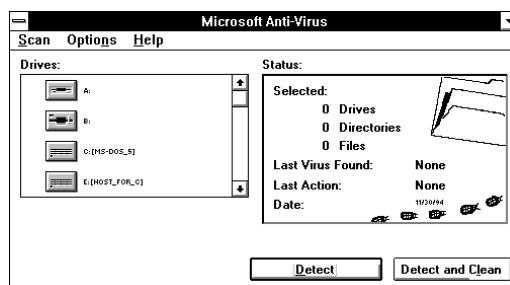 Microsoft Anti-Virus
Scan Options Help
Drives:
A:
B:
C:[MS-DOS_5]
E:[HOST_FOR_C]
Status:
Selected:
0 Drives
0 Directories
0 Files
Last Virus Found: None
Last Action: None
Date: 11/30/94
Detect
Detect and Clean